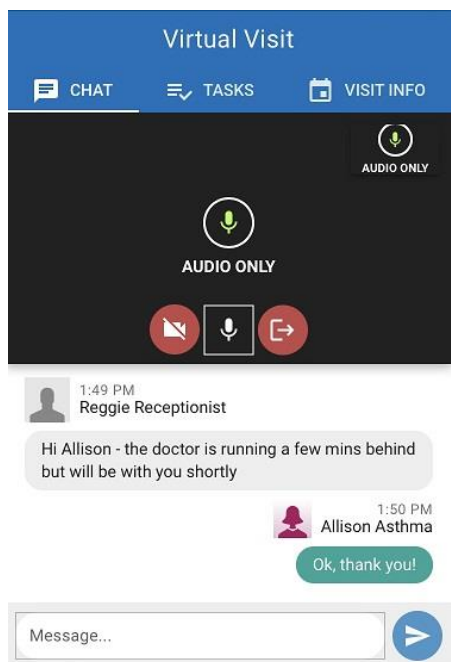 Virtual Visit
CHAT
TASKS
VISIT INFO
AUDIO ONLY
AUDIO ONLY
1:49 PM
Reggie Receptionist
Hi Allison - the doctor is running a few mins behind
but will be with you shortly
1:50 PM
Allison Asthma
Ok, thank you!
Message...